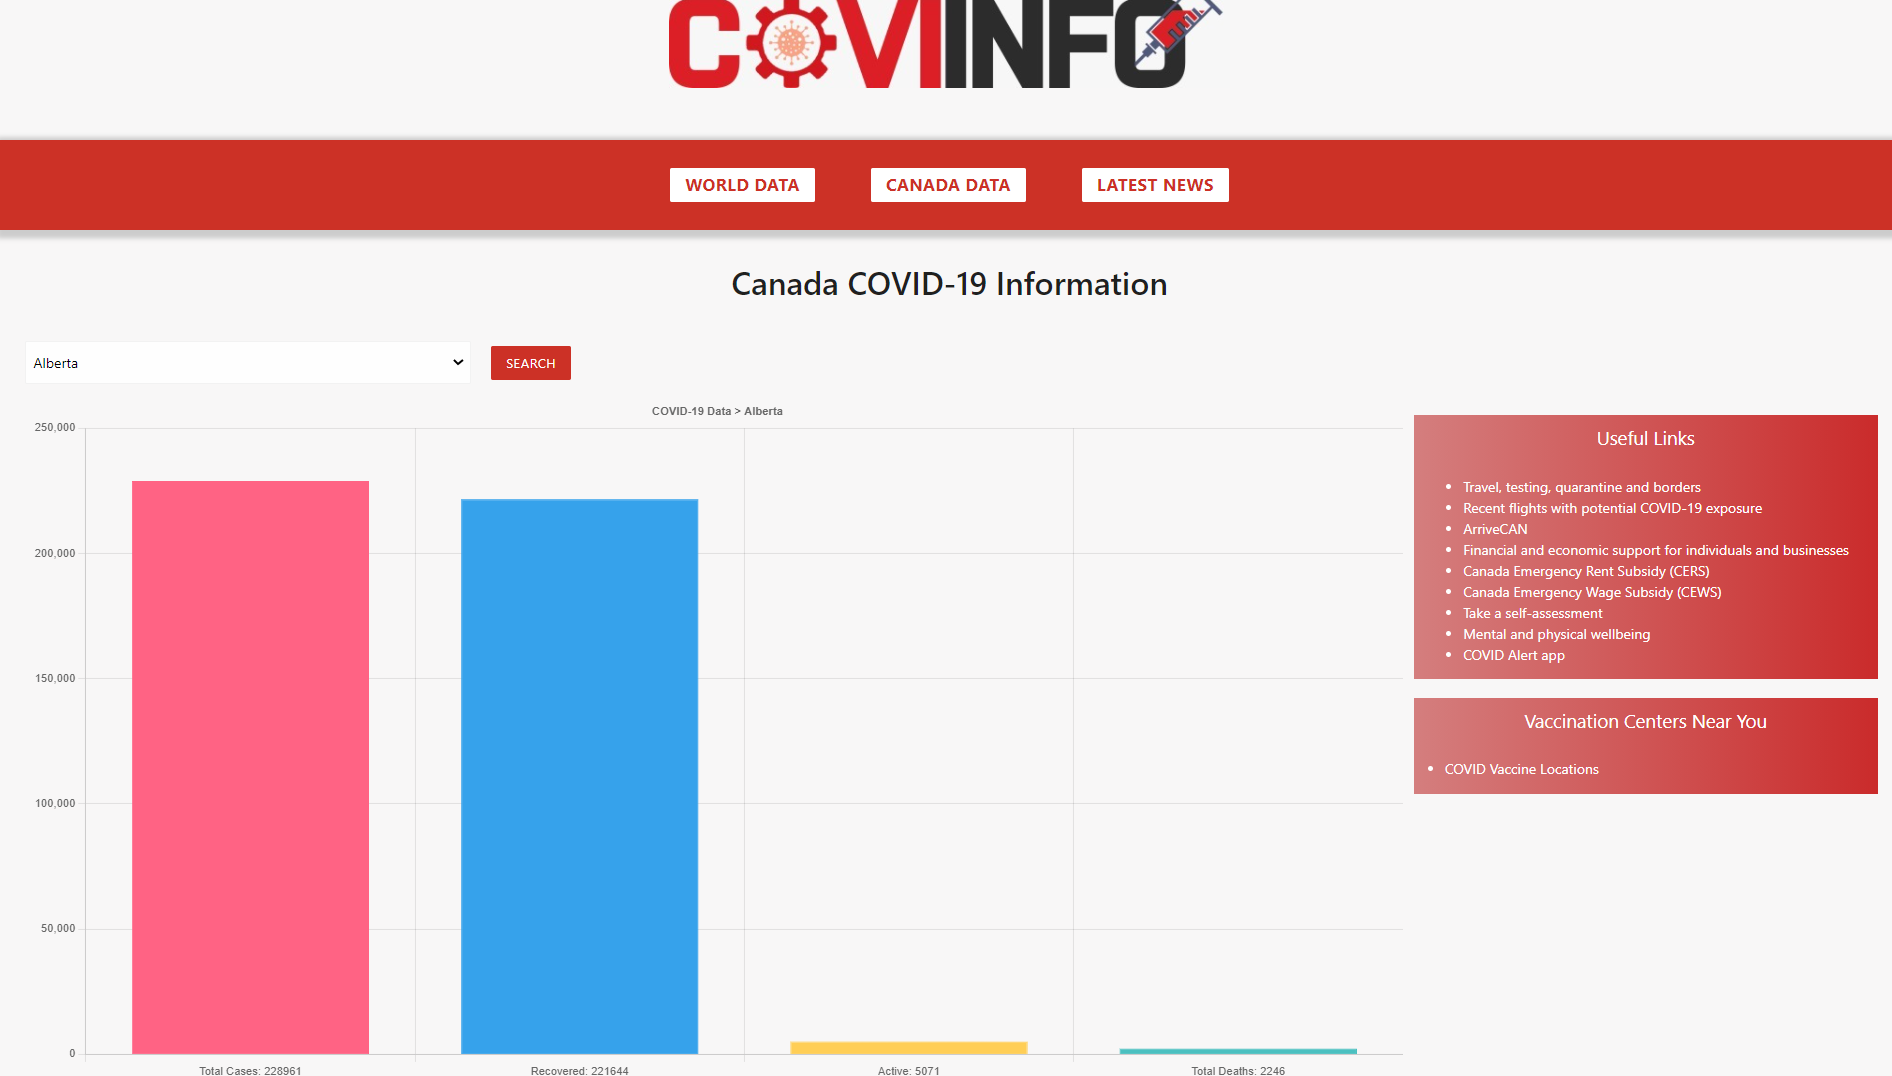 COVIINFO
WORLD DATA
CANADA DATA
LATEST NEWS
Canada COVID-19 Information
Alberta
SEARCH
COVID-19 Data > Alberta
250,000
200,000
150,000
100,000
50,000
0
Total Cases: 228961
Recovered: 221644
Active: 5071
Total Deaths: 2246
Useful Links
Travel, testing, quarantine and borders
Recent flights with potential COVID-19 exposure
ArriveCAN
Financial and economic support for individuals and businesses
Canada Emergency Rent Subsidy (CERS)
Canada Emergency Wage Subsidy (CEWS)
Take a self-assessment
Mental and physical wellbeing
COVID Alert app
Vaccination Centers Near You
COVID Vaccine Locations